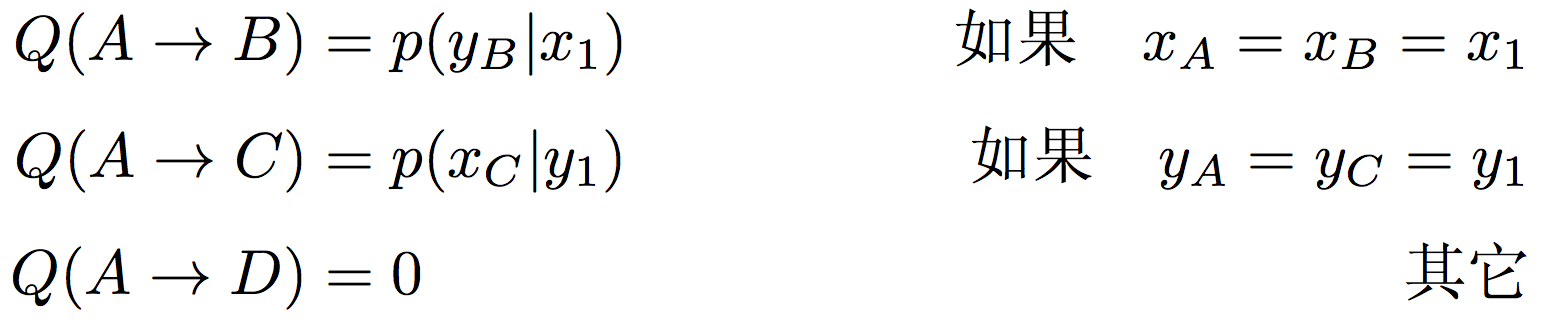 Q(A → B) = p(y_B|x_1) 如果 x_A = x_B = x_1
Q(A → C) = p(x_C|y_1) 如果 y_A = y_C = y_1
Q(A → D) = 0 其它